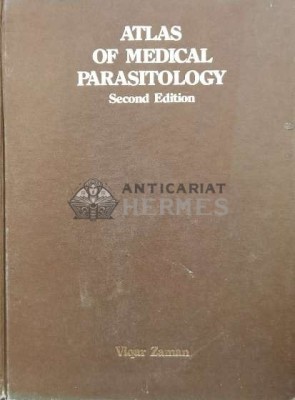 ATLAS
OF MEDICAL
PARASITOLOGY
Second Edition
ANTICARIAT
HERMES
Viqar Zaman